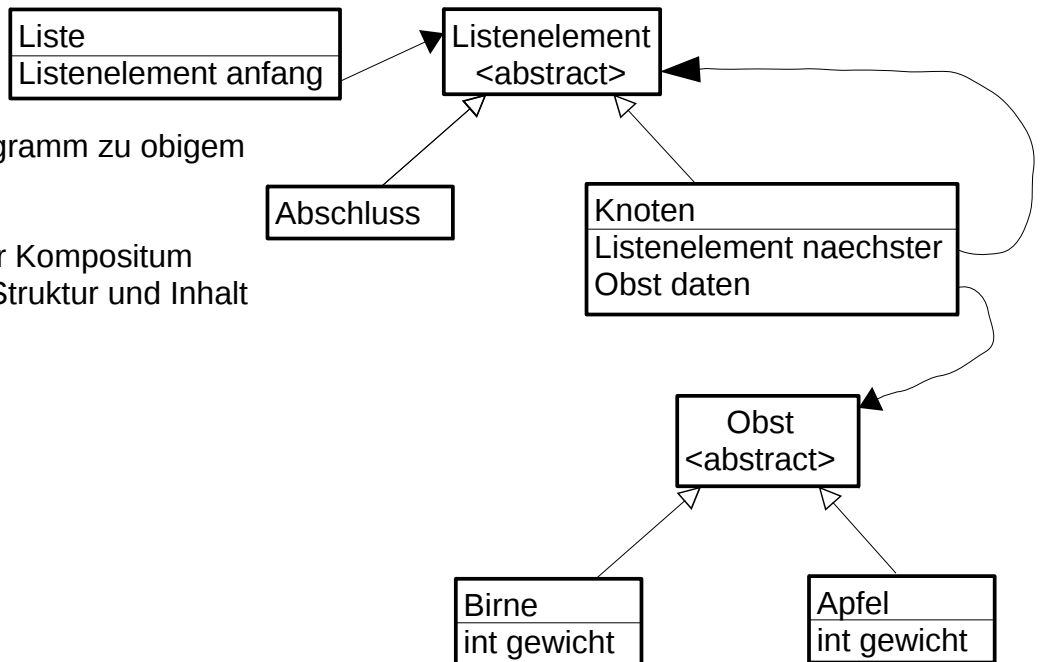 Liste
Listenelement anfang
Listenelement
<abstract>
gramm zu obigem
Abschluss
r Kompositum
Struktur und Inhalt
Knoten
Listenelement naechster
Obst daten
Obst
<abstract>
Birne
int gewicht
Apfel
int gewicht